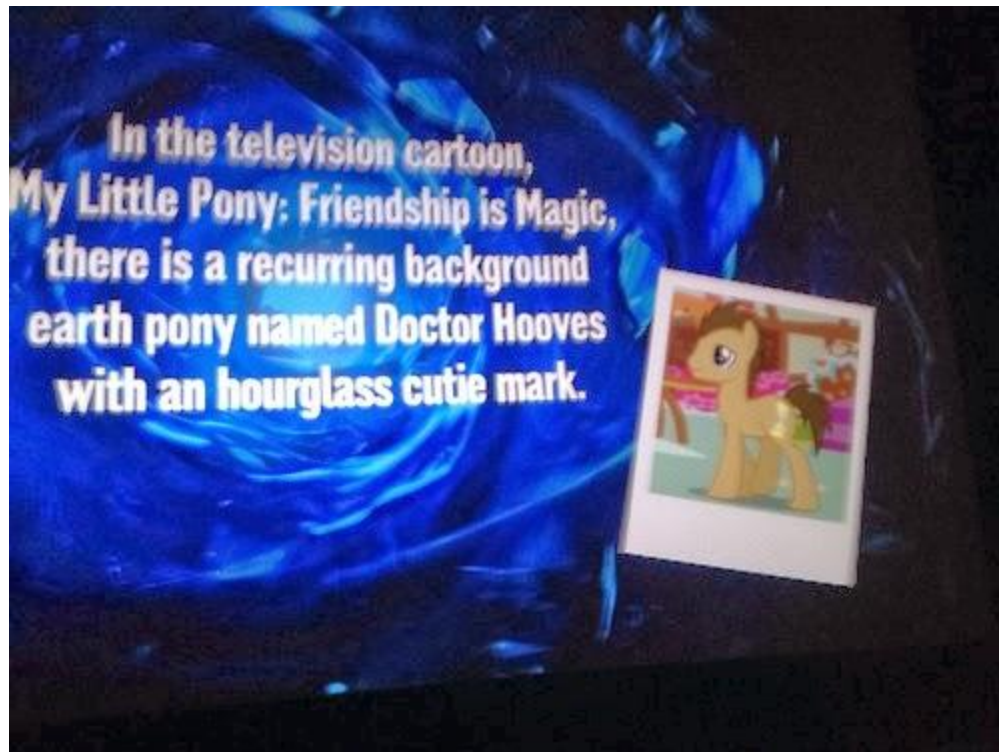 In the television cartoon,
My Little Pony: Friendship is Magic,
there is a recurring background
earth pony named Doctor Hooves
with an hourglass cutie mark.